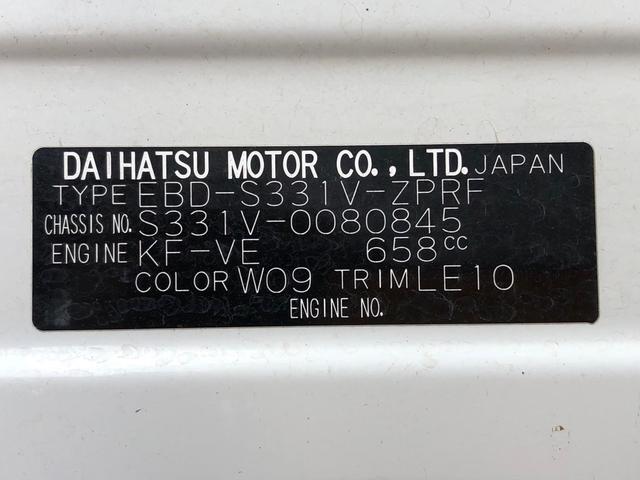 DAIHATSU MOTOR CO., LTD. JAPAN
TYPE EBD-S331V-ZPRF
CHASSIS NO. S331V-0080845
ENGINE KF-VE 658cc
COLOR W09 TRIM LE10
ENGINE NO.